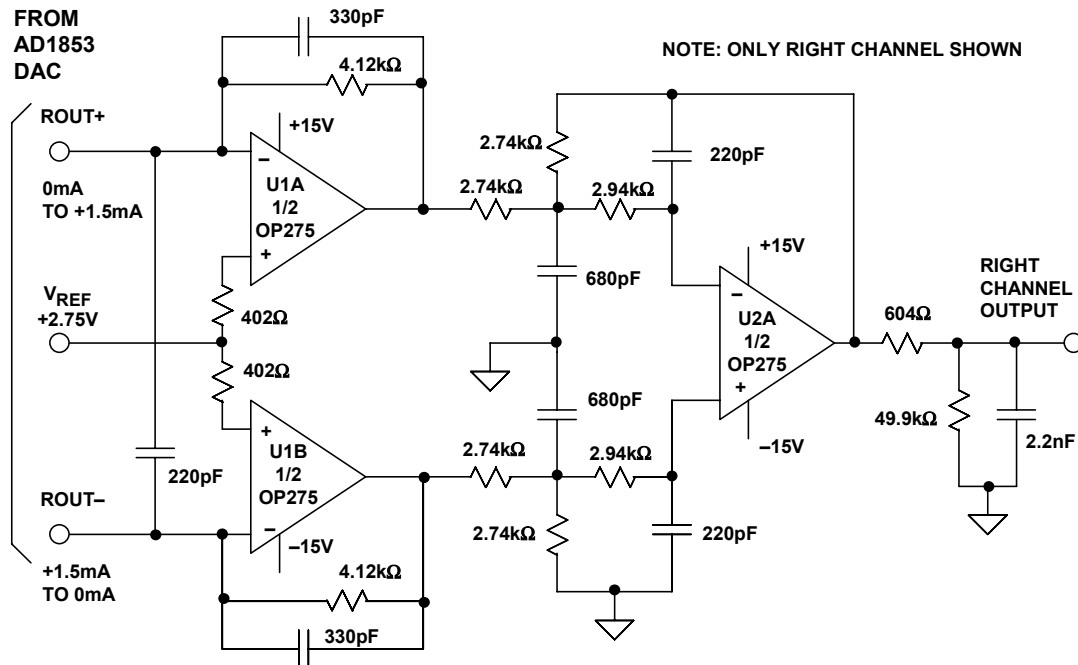 FROM
AD1853
DAC
330pF
4.12kΩ
NOTE: ONLY RIGHT CHANNEL SHOWN
ROUT+
0mA
TO +1.5mA
+15V
−
U1A
1/2
OP275
+
2.74kΩ
220pF
2.74kΩ
2.94kΩ
VREF
+2.75V
402Ω
402Ω
680pF
+15V
−
U2A
1/2
OP275
+
−15V
RIGHT
CHANNEL
OUTPUT
604Ω
49.9kΩ
2.2nF
680pF
+
U1B
1/2
OP275
−
−15V
2.74kΩ
2.94kΩ
220pF
ROUT−
+1.5mA
TO 0mA
2.74kΩ
220pF
4.12kΩ
330pF